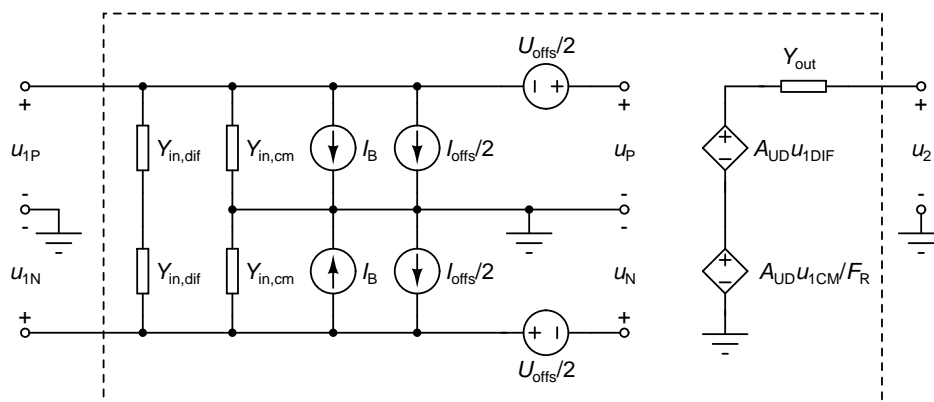 U_offs/2
Y_out
+
+
+
u_1P
Y_in,dif
Y_in,cm
I_B
I_offs/2
u_P
A_UD u_1DIF
u_2
-
-
-
-
-
-
u_1N
Y_in,dif
Y_in,cm
I_B
I_offs/2
u_N
A_UD u_1CM/F_R
+
+
U_offs/2